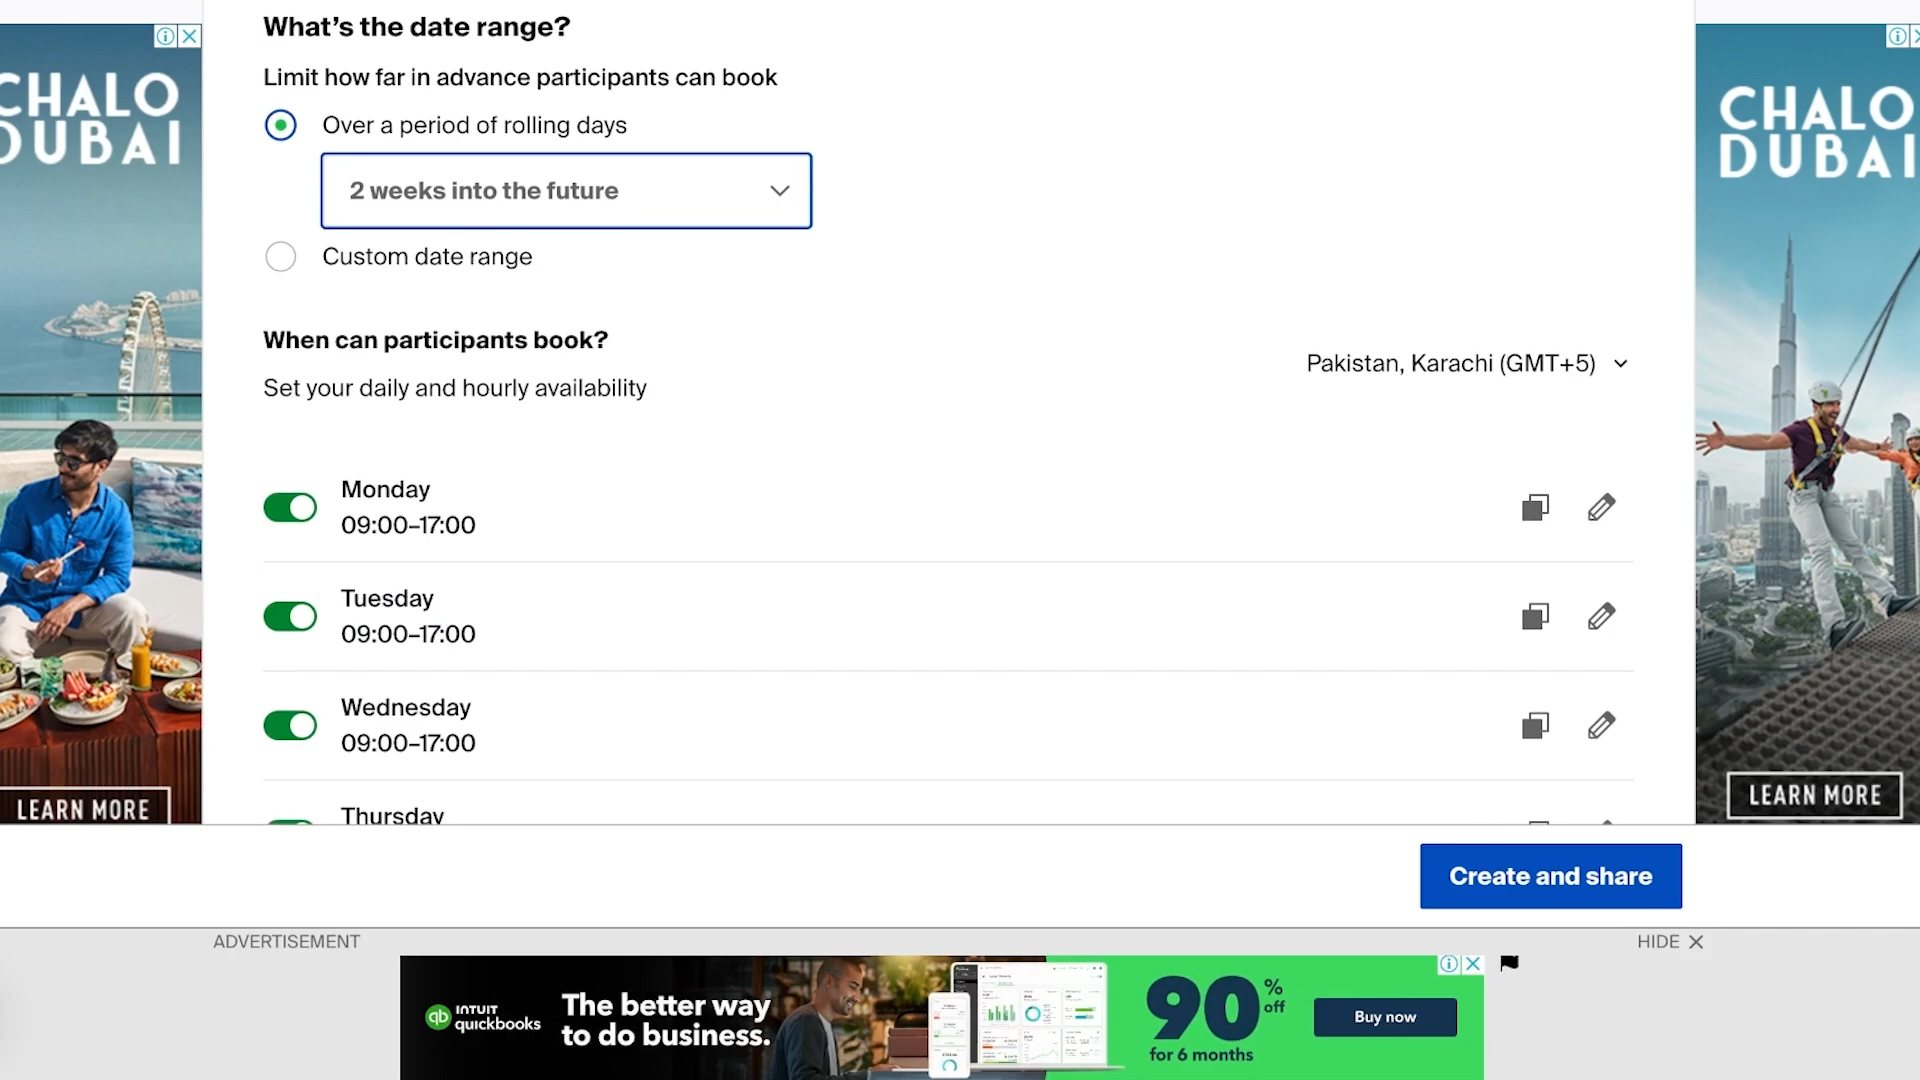 What's the date range?
Limit how far in advance participants can book
Over a period of rolling days
2 weeks into the future
Custom date range
When can participants book?
Set your daily and hourly availability
Pakistan, Karachi (GMT+5)
Monday
09:00–17:00
Tuesday
09:00–17:00
Wednesday
09:00–17:00
Thursday
Create and share
CHALO
DUBAI
LEARN MORE
CHALO
DUBAI
LEARN MORE
ADVERTISEMENT
HIDE
qb INTUIT
quickbooks
The better way
to do business.
90% off
for 6 months
Buy now